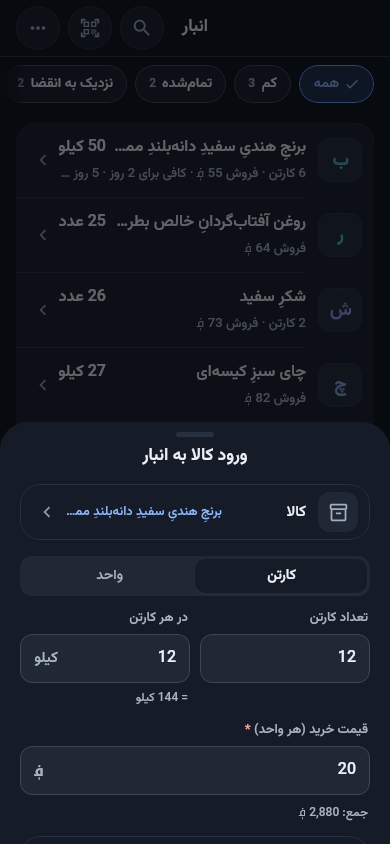 انبار
همه
کم 3
تمام‌شده 2
نزدیک به انقضا 2
برنجِ هندیِ سفیدِ دانه‌بلندِ ممـ... 50 کیلو
6 کارتن · فروش 55 ؋ · کافی برای 2 روز · 5 روز ...
روغن آفتاب‌گردانِ خالص بطر... 25 عدد
فروش 64 ؋
شکرِ سفید 26 عدد
2 کارتن · فروش 73 ؋
چای سبزِ کیسه‌ای 27 کیلو
فروش 82 ؋
ورود کالا به انبار
کالا برنجِ هندیِ سفیدِ دانه‌بلندِ ممـ...
کارتن واحد
تعداد کارتن در هر کارتن
12 12 کیلو
= 144 کیلو
قیمت خرید (هر واحد) *
20 ؋
جمع: 2,880 ؋
ب
ر
ش
چ